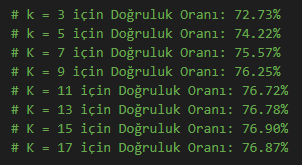 # k = 3 için Doğruluk Oranı: 72.73%
# k = 5 için Doğruluk Oranı: 74.22%
# K = 7 için Doğruluk Oranı: 75.57%
# K = 9 için Doğruluk Oranı: 76.25%
# K = 11 için Doğruluk Oranı: 76.72%
# K = 13 için Doğruluk Oranı: 76.78%
# K = 15 için Doğruluk Oranı: 76.90%
# K = 17 için Doğruluk Oranı: 76.87%